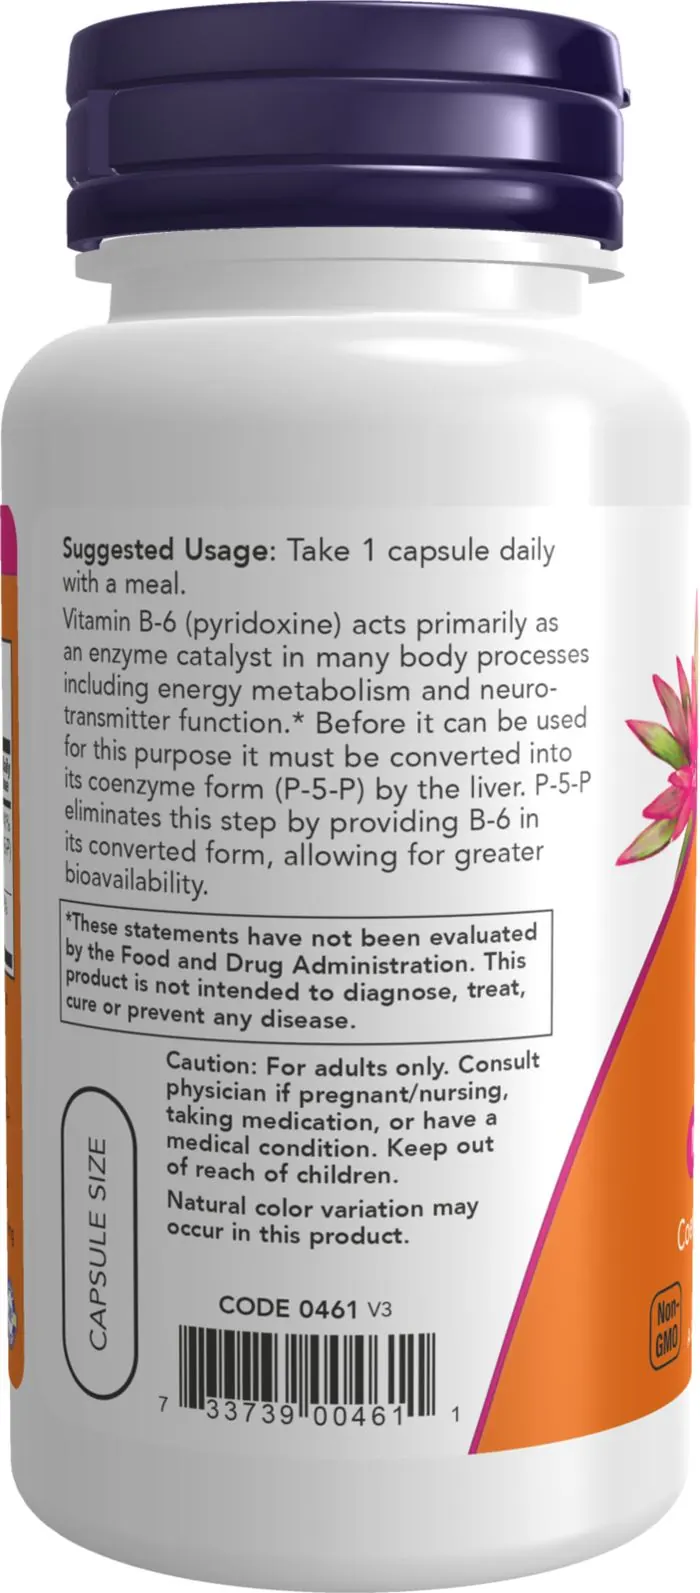 Suggested Usage: Take 1 capsule daily
with a meal.
Vitamin B-6 (pyridoxine) acts primarily as
an enzyme catalyst in many body processes
including energy metabolism and neuro-
transmitter function.* Before it can be used
for this purpose it must be converted into
its coenzyme form (P-5-P) by the liver. P-5-P
eliminates this step by providing B-6 in
its converted form, allowing for greater
bioavailability.
*These statements have not been evaluated
by the Food and Drug Administration. This
product is not intended to diagnose, treat,
cure or prevent any disease.
Caution: For adults only. Consult
physician if pregnant/nursing,
taking medication, or have a
medical condition. Keep out
of reach of children.
Natural color variation may
occur in this product.
CAPSULE SIZE
CODE 0461 V3
7 33739 00461 1
Non-
GMO